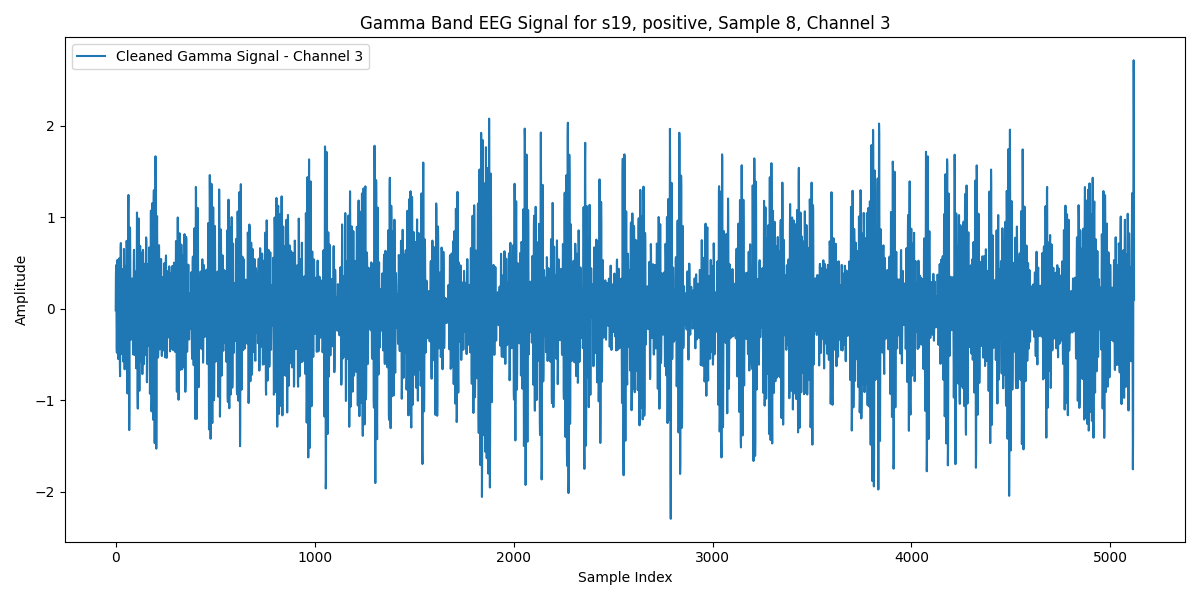 Gamma Band EEG Signal for s19, positive, Sample 8, Channel 3
Cleaned Gamma Signal - Channel 3
2
1
0
−1
−2
Amplitude
0 1000 2000 3000 4000 5000
Sample Index